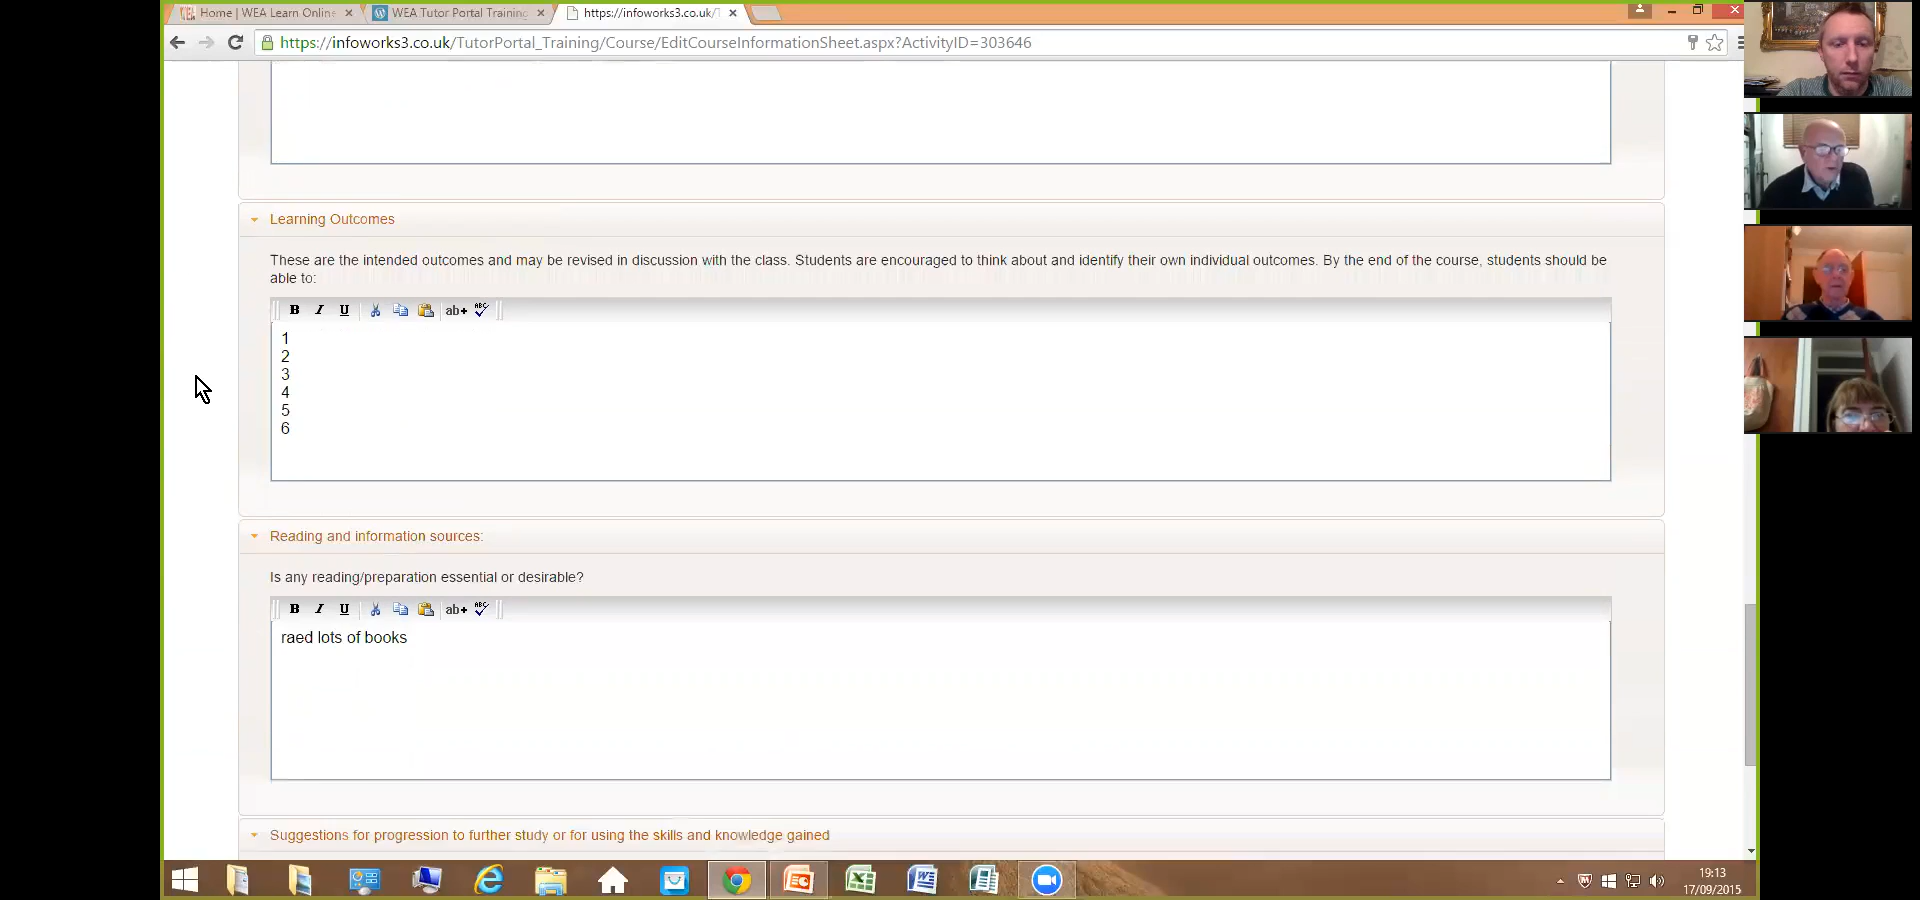 Home | WEA Learn Online
WEA Tutor Portal Training
https://infoworks3.co.uk/
https://infoworks3.co.uk/TutorPortal_Training/Course/EditCourseInformationSheet.aspx?ActivityID=303646
Learning Outcomes
These are the intended outcomes and may be revised in discussion with the class. Students are encouraged to think about and identify their own individual outcomes. By the end of the course, students should be
able to:
B I U ab+ ABC
1
2
3
4
5
6
Reading and information sources:
Is any reading/preparation essential or desirable?
B I U ab+ ABC
raed lots of books
Suggestions for progression to further study or for using the skills and knowledge gained
19:13
17/09/2015